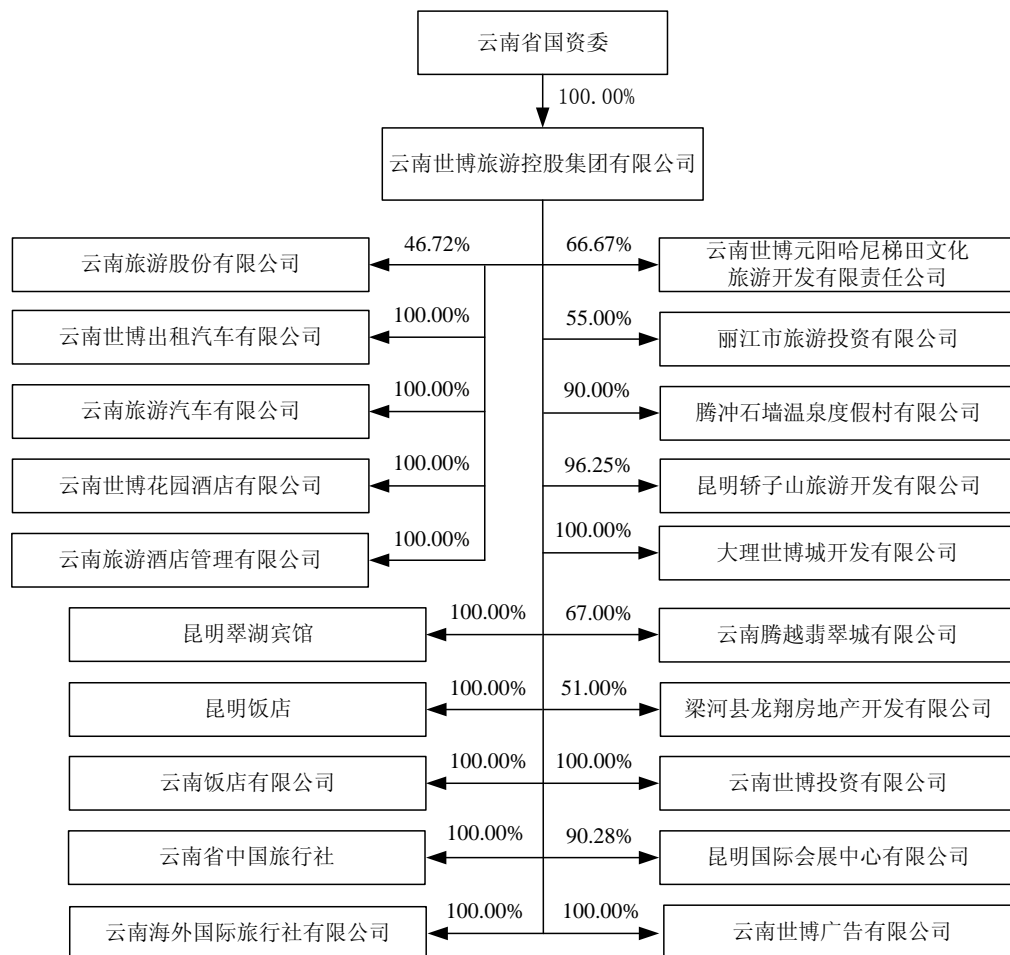 云南省国资委
100.00%
云南世博旅游控股集团有限公司
46.72%
66.67%
云南旅游股份有限公司
云南世博元阳哈尼梯田文化
旅游开发有限责任公司
100.00%
55.00%
云南世博出租汽车有限公司
丽江市旅游投资有限公司
100.00%
90.00%
云南旅游汽车有限公司
腾冲石墙温泉度假村有限公司
100.00%
96.25%
云南世博花园酒店有限公司
昆明轿子山旅游开发有限公司
100.00%
100.00%
云南旅游酒店管理有限公司
大理世博城开发有限公司
100.00%
67.00%
昆明翠湖宾馆
云南腾越翡翠城有限公司
100.00%
51.00%
昆明饭店
梁河县龙翔房地产开发有限公司
100.00%
100.00%
云南饭店有限公司
云南世博投资有限公司
100.00%
90.28%
云南省中国旅行社
昆明国际会展中心有限公司
100.00%
100.00%
云南海外国际旅行社有限公司
云南世博广告有限公司